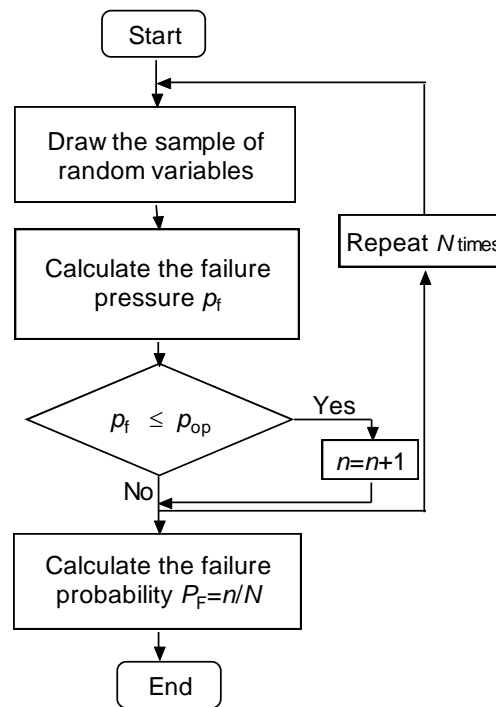 Start
Draw the sample of
random variables
Repeat N times
Calculate the failure
pressure pf
pf ≤ pop
Yes
n=n+1
No
Calculate the failure
probability PF=n/N
End